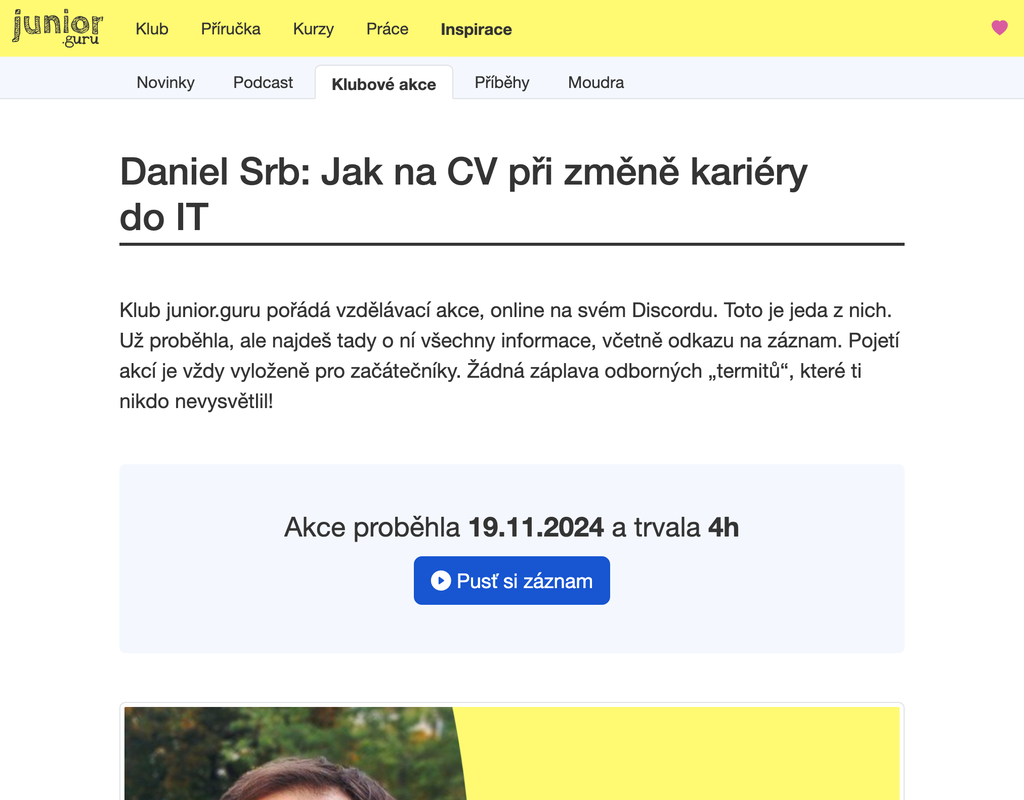 junior
.guru
Klub Příručka Kurzy Práce Inspirace
Novinky Podcast Klubové akce Příběhy Moudra
Daniel Srb: Jak na CV při změně kariéry
do IT
Klub junior.guru pořádá vzdělávací akce, online na svém Discordu. Toto je jeda z nich.
Už proběhla, ale najdeš tady o ní všechny informace, včetně odkazu na záznam. Pojetí
akcí je vždy vyloženě pro začátečníky. Žádná záplava odborných „termitů“, které ti
nikdo nevysvětlil!
Akce proběhla 19.11.2024 a trvala 4h
Pusť si záznam